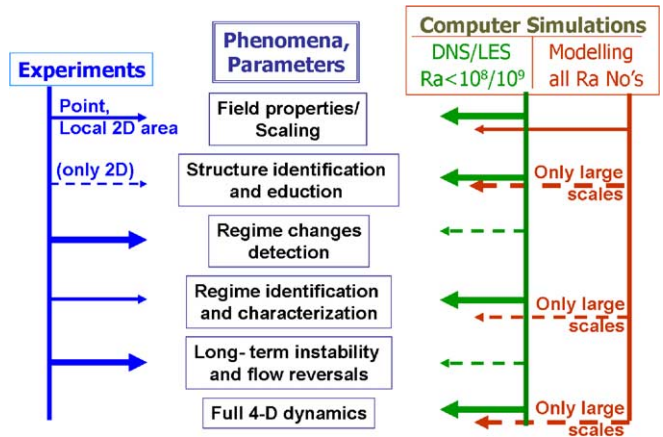 Computer Simulations
Phenomena,
Parameters
Experiments
DNS/LES
Ra<10⁸/10⁹
Modelling
all Ra No's
Point,
Local 2D area
Field properties/
Scaling
(only 2D)
Structure identification
and eduction
Only large
scales
Regime changes
detection
Regime identification
and characterization
Only large
scales
Long- term instability
and flow reversals
Full 4-D dynamics
Only large
scales